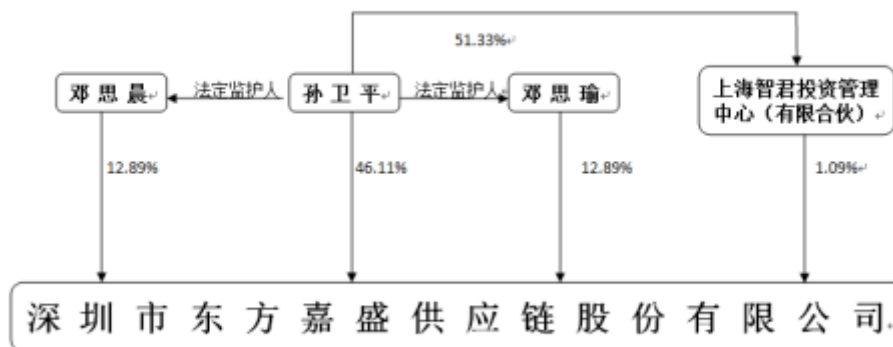 51.33%
邓思晨
法定监护人
孙卫平
法定监护人
邓思瑜
上海智君投资管理
中心（有限合伙）
12.89%
46.11%
12.89%
1.09%
深圳市东方嘉盛供应链股份有限公司